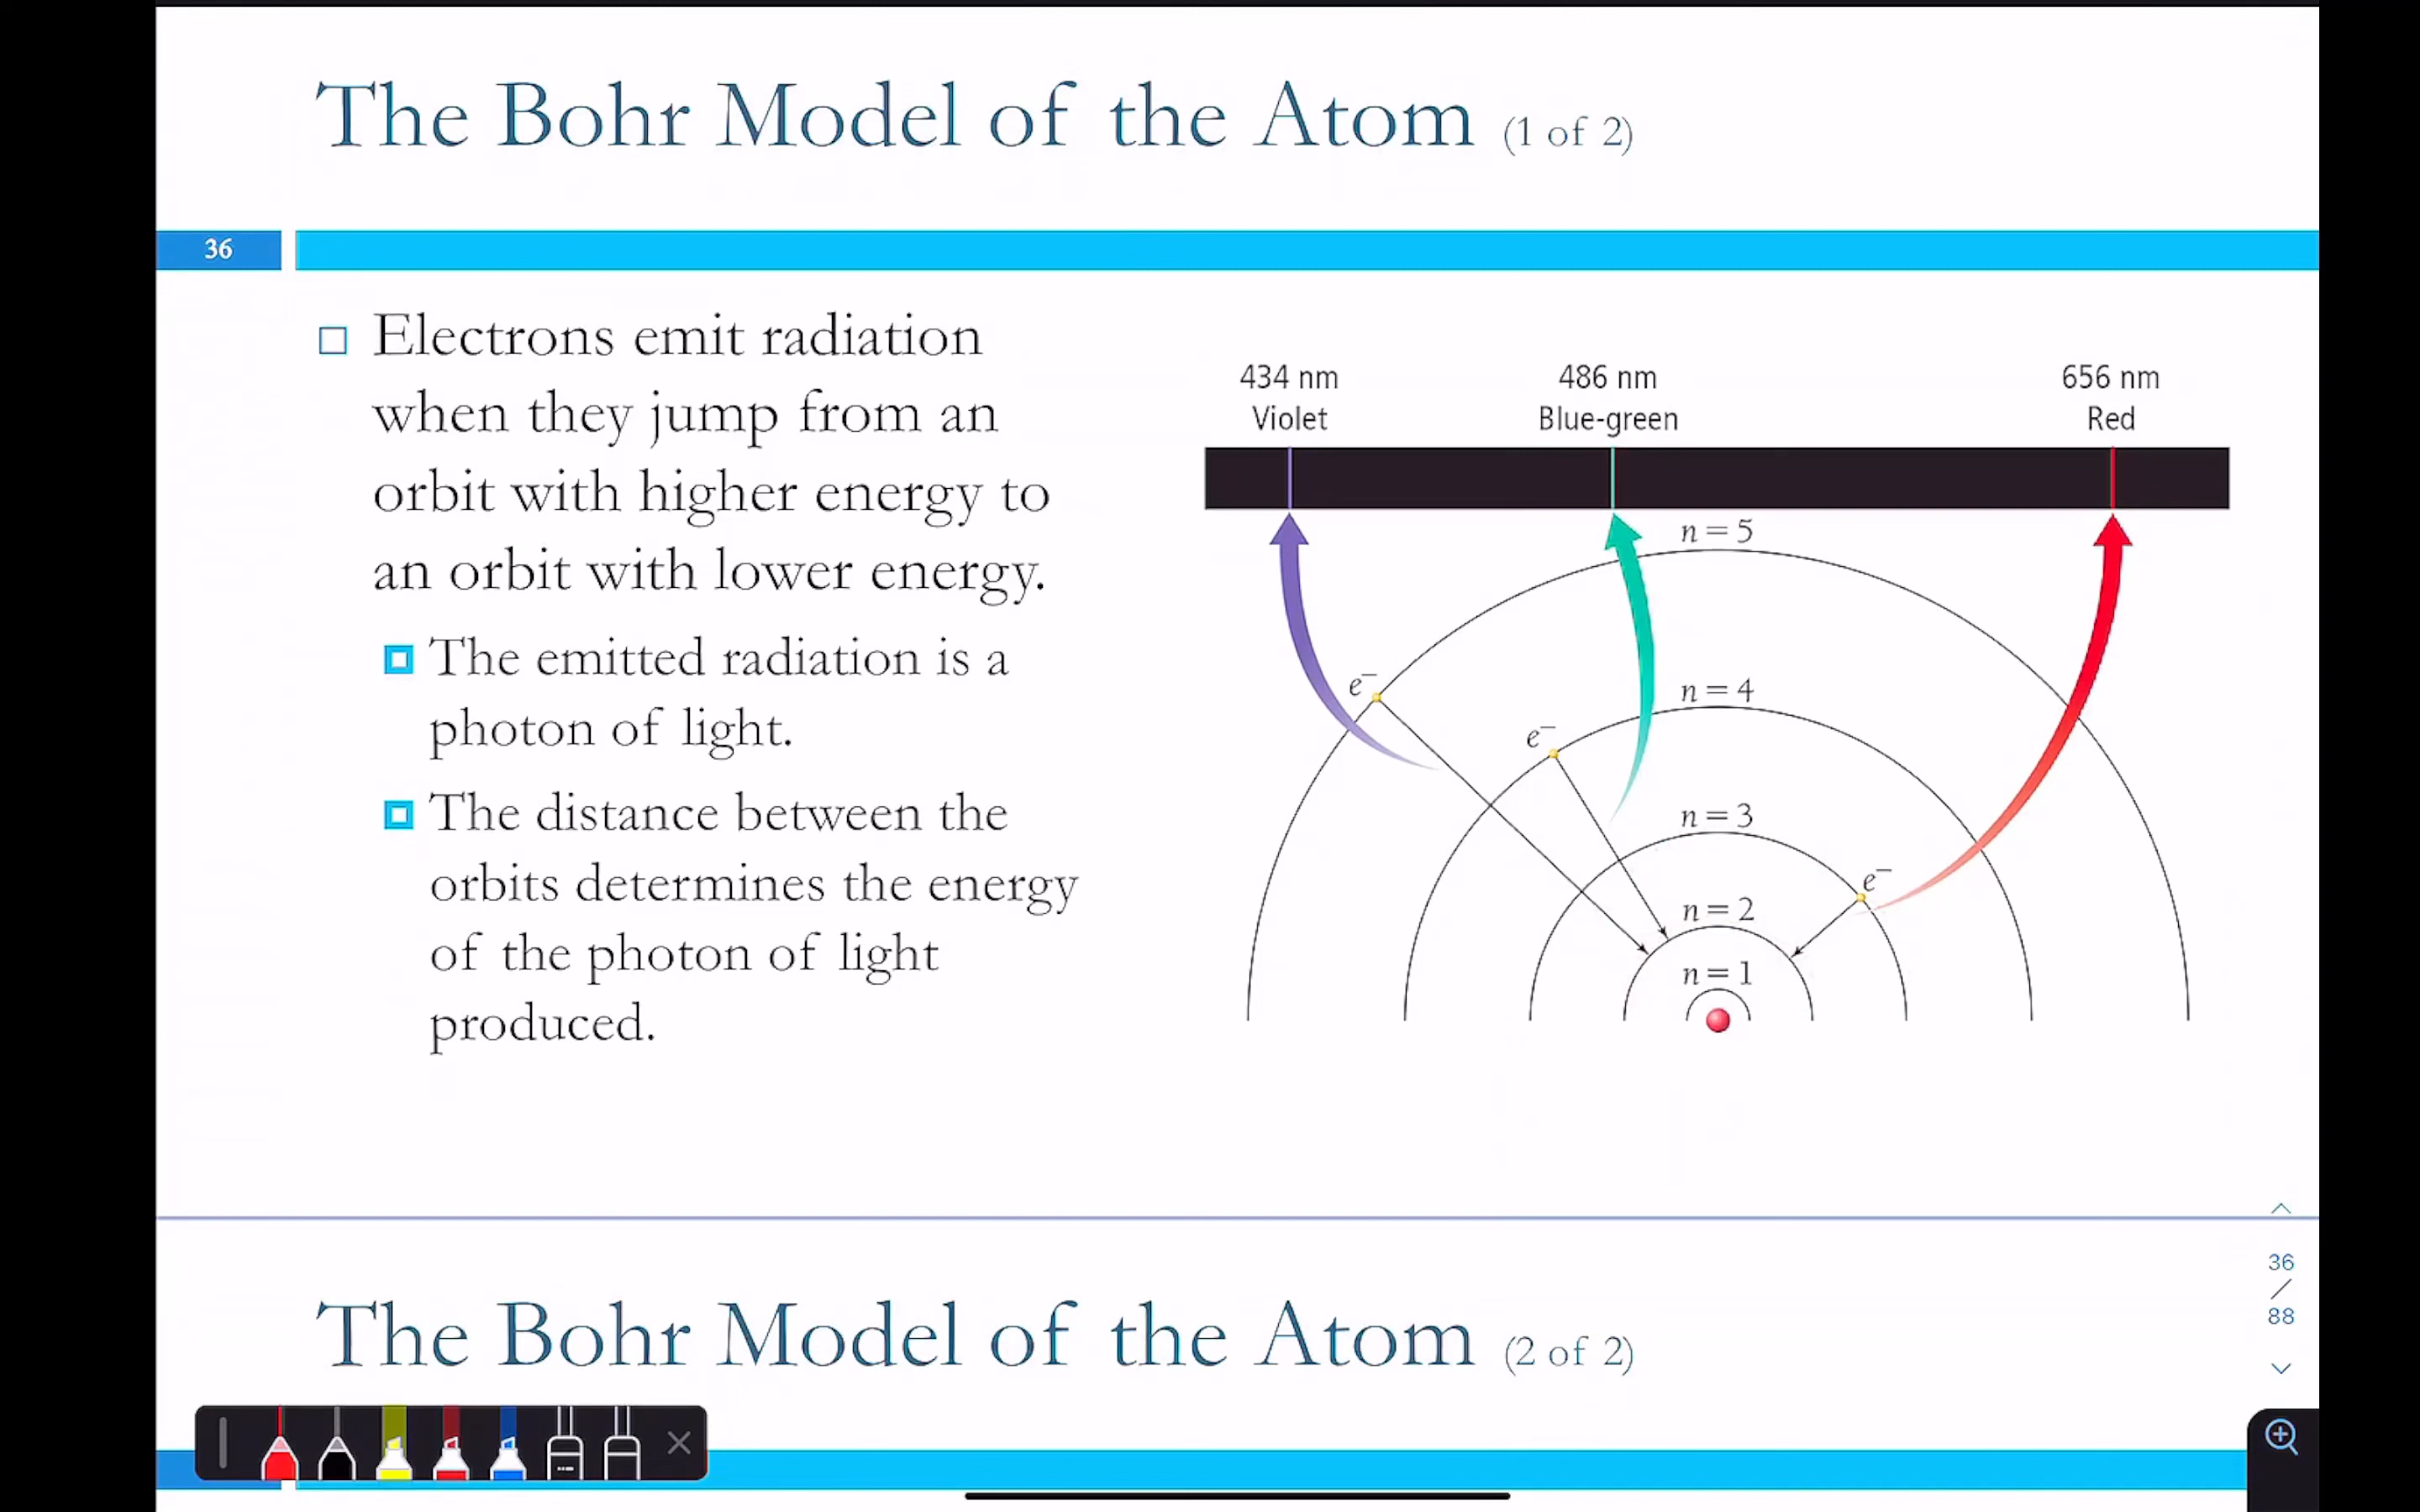 The Bohr Model of the Atom (1 of 2)
36
Electrons emit radiation
when they jump from an
orbit with higher energy to
an orbit with lower energy.
The emitted radiation is a
photon of light.
The distance between the
orbits determines the energy
of the photon of light
produced.
434 nm
Violet
486 nm
Blue-green
656 nm
Red
n = 5
e⁻
n = 4
e⁻
n = 3
e⁻
n = 2
n = 1
36
/
88
The Bohr Model of the Atom (2 of 2)